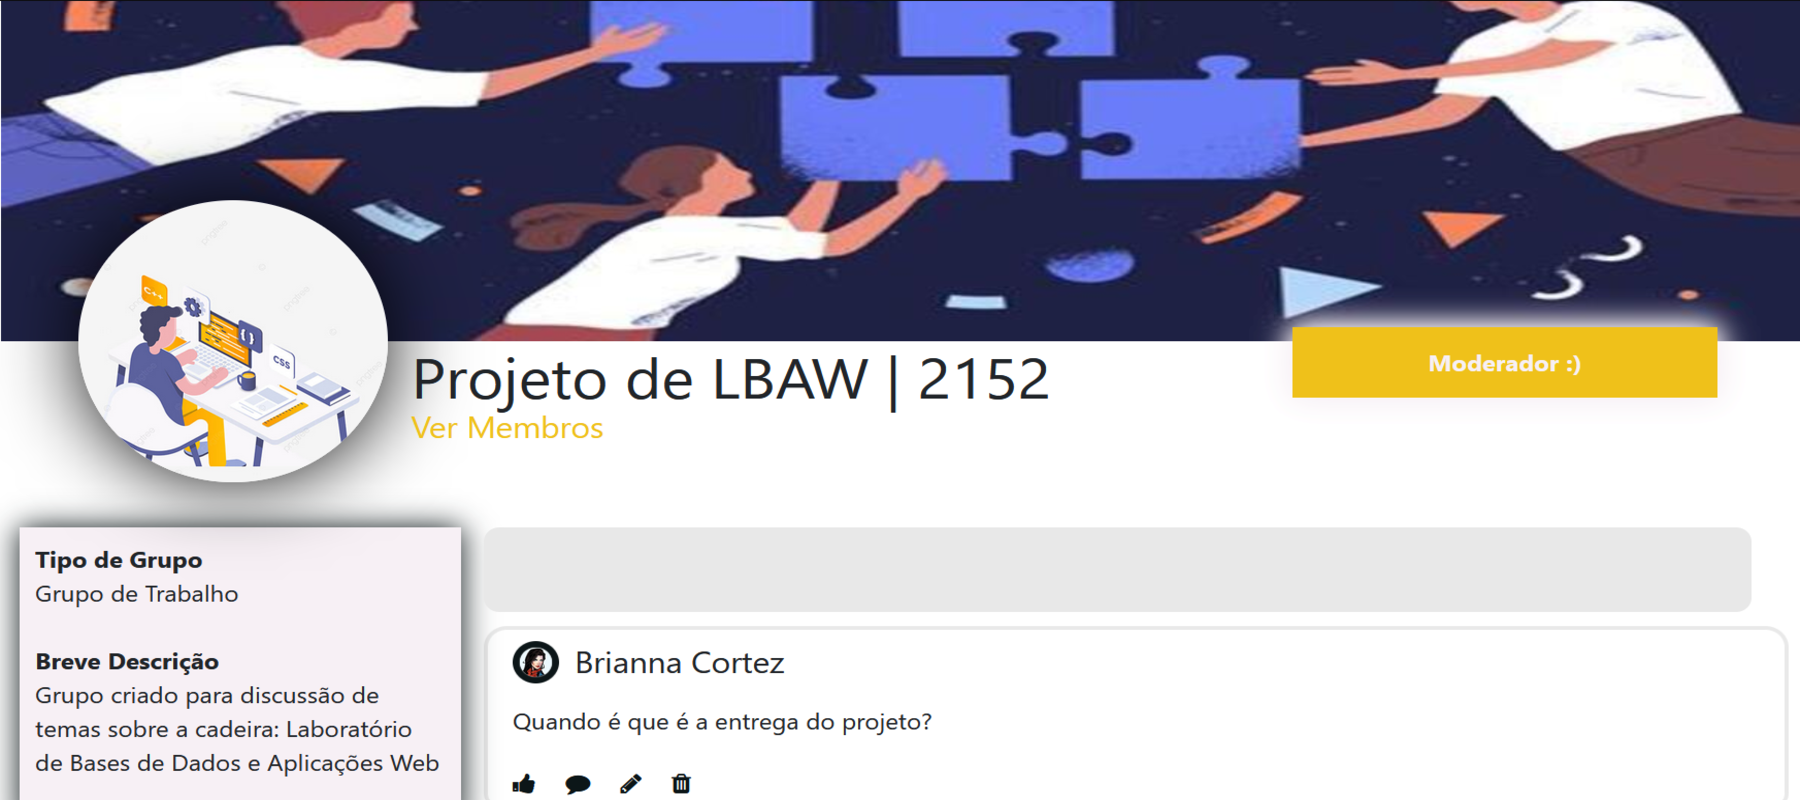 C++
{}
CSS
Projeto de LBAW | 2152
Ver Membros
Moderador :)
Tipo de Grupo
Grupo de Trabalho
Breve Descrição
Grupo criado para discussão de
temas sobre a cadeira: Laboratório
de Bases de Dados e Aplicações Web
Brianna Cortez
Quando é que é a entrega do projeto?